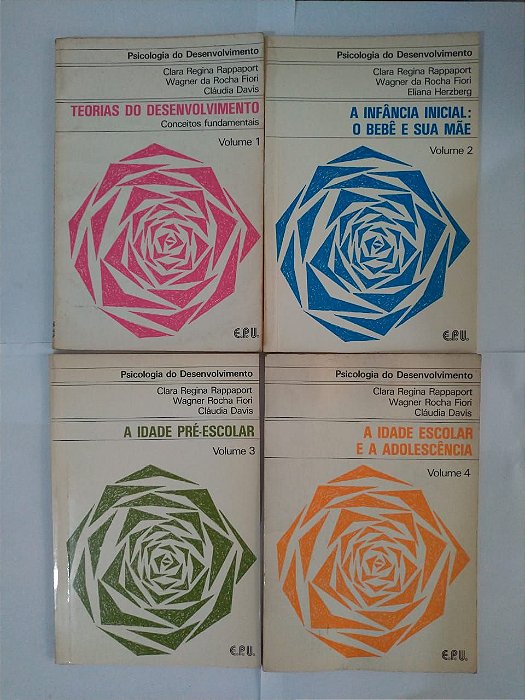 Psicologia do Desenvolvimento
Clara Regina Rappaport
Wagner da Rocha Fiori
Cláudia Davis
TEORIAS DO DESENVOLVIMENTO
Conceitos fundamentais
Volume 1
E.P.U.
Psicologia do Desenvolvimento
Clara Regina Rappaport
Wagner da Rocha Fiori
Eliana Herzberg
A INFÂNCIA INICIAL:
O BEBÊ E SUA MÃE
Volume 2
E.P.U.
Psicologia do Desenvolvimento
Clara Regina Rappaport
Wagner Rocha Fiori
Cláudia Davis
A IDADE PRÉ-ESCOLAR
Volume 3
E.P.U.
Psicologia do Desenvolvimento
Clara Regina Rappaport
Wagner Rocha Fiori
Cláudia Davis
A IDADE ESCOLAR
E A ADOLESCÊNCIA
Volume 4
E.P.U.